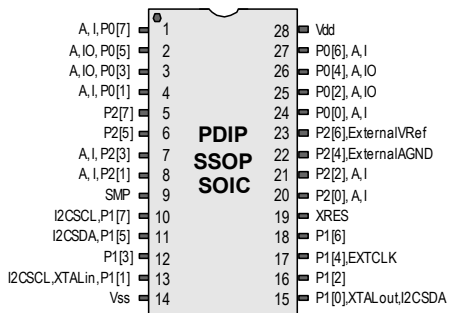 A, I, P0[7] 1 28 Vdd
A, IO, P0[5] 2 27 P0[6], A, I
A, IO, P0[3] 3 26 P0[4], A, IO
A, I, P0[1] 4 25 P0[2], A, IO
P2[7] 5 24 P0[0], A, I
P2[5] 6 23 P2[6],ExternalVRef
A, I, P2[3] 7 22 P2[4],ExternalAGND
A, I, P2[1] 8 21 P2[2], A, I
SMP 9 20 P2[0], A, I
I2CSCL,P1[7] 10 19 XRES
I2CSDA,P1[5] 11 18 P1[6]
P1[3] 12 17 P1[4],EXTCLK
I2CSCL,XTALin,P1[1] 13 16 P1[2]
Vss 14 15 P1[0],XTALout,I2CSDA
PDIP
SSOP
SOIC